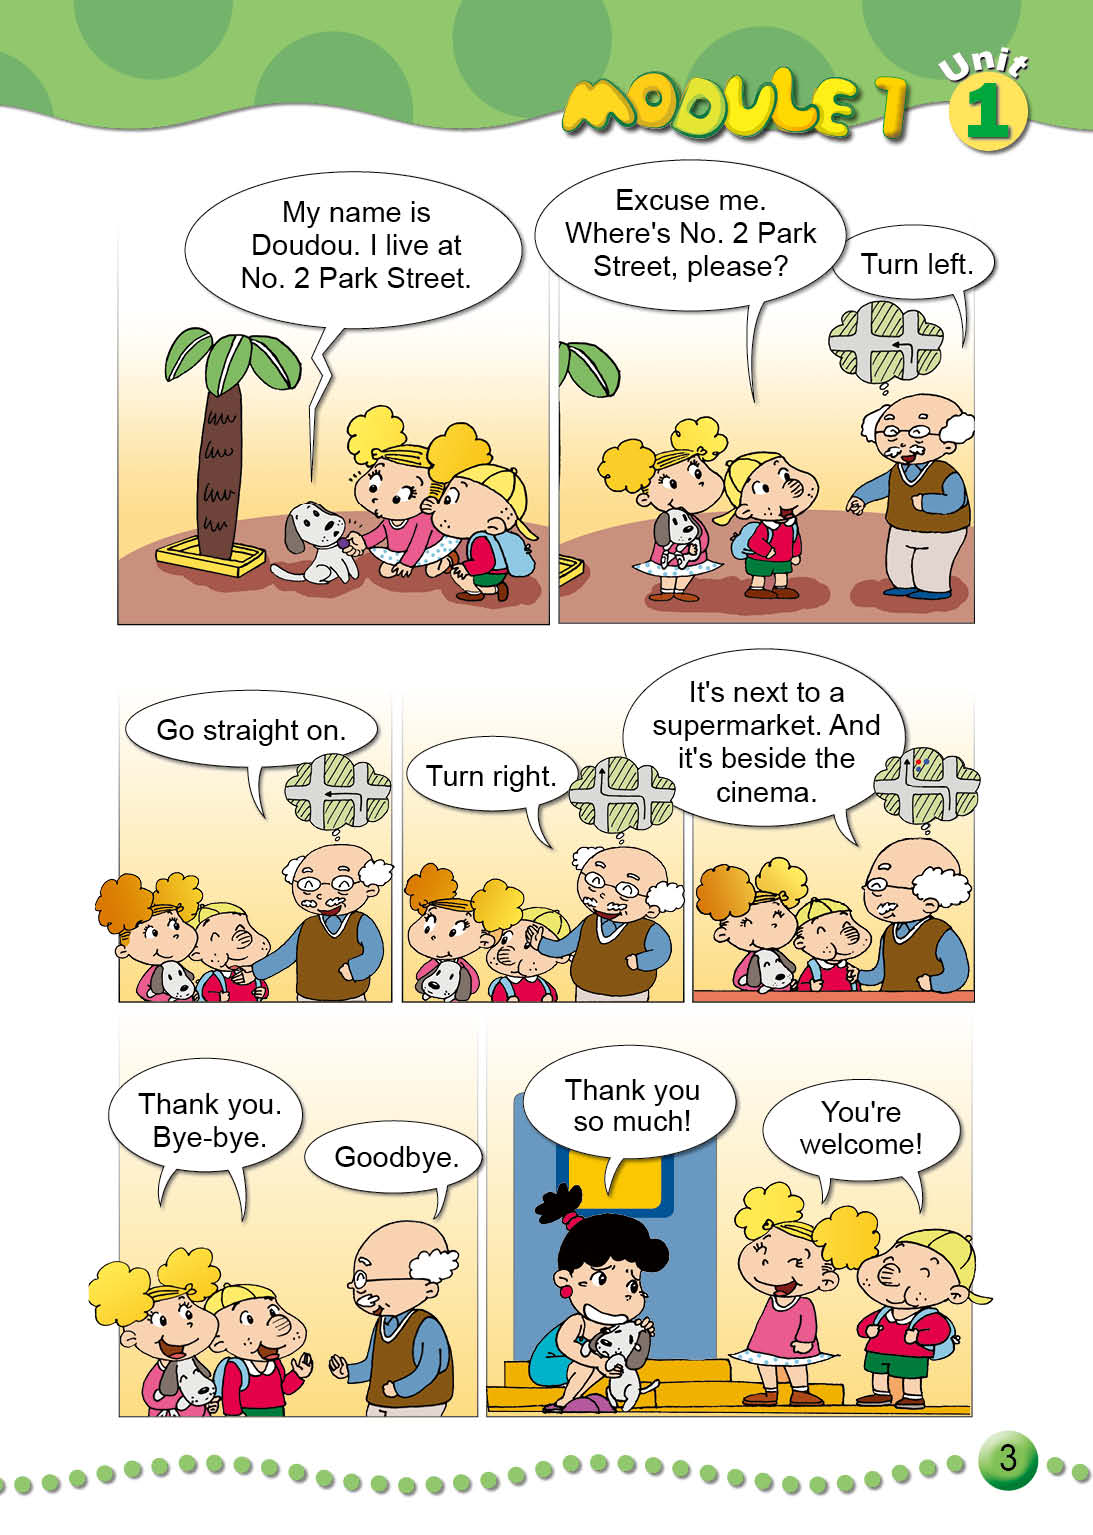 MODULE 1
Unit
1
My name is
Doudou. I live at
No. 2 Park Street.
Excuse me.
Where's No. 2 Park
Street, please?
Turn left.
Go straight on.
Turn right.
It's next to a
supermarket. And
it's beside the
cinema.
Thank you.
Bye-bye.
Goodbye.
Thank you
so much!
You're
welcome!
3